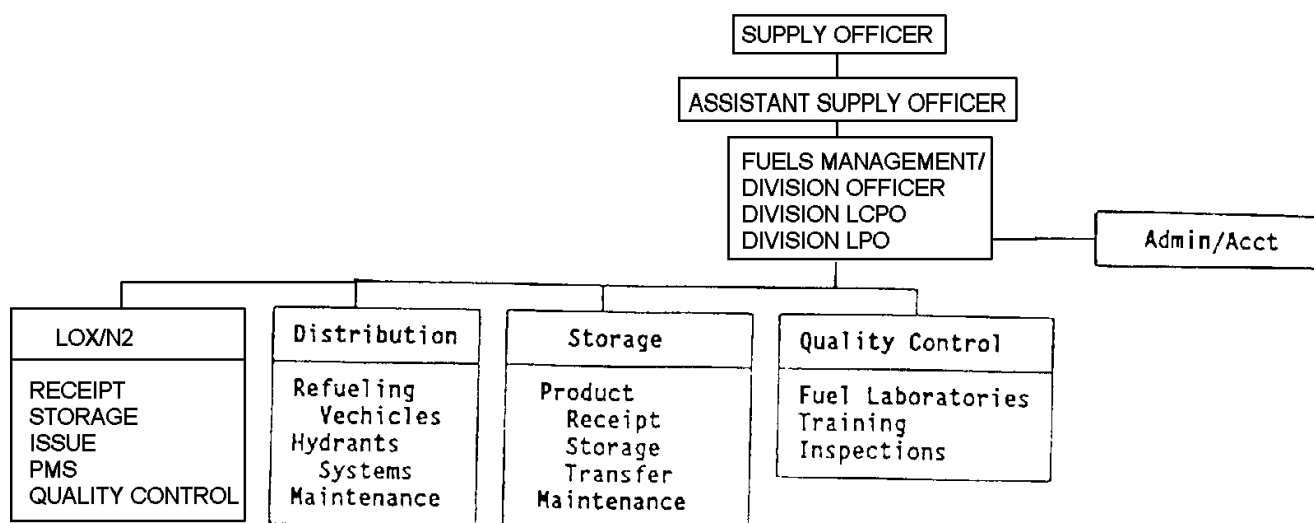 SUPPLY OFFICER
ASSISTANT SUPPLY OFFICER
FUELS MANAGEMENT/
DIVISION OFFICER
DIVISION LCPO
DIVISION LPO
Admin/Acct
LOX/N2
RECEIPT
STORAGE
ISSUE
PMS
QUALITY CONTROL
Distribution
Refueling
Vechicles
Hydrants
Systems
Maintenance
Storage
Product
Receipt
Storage
Transfer
Maintenance
Quality Control
Fuel Laboratories
Training
Inspections